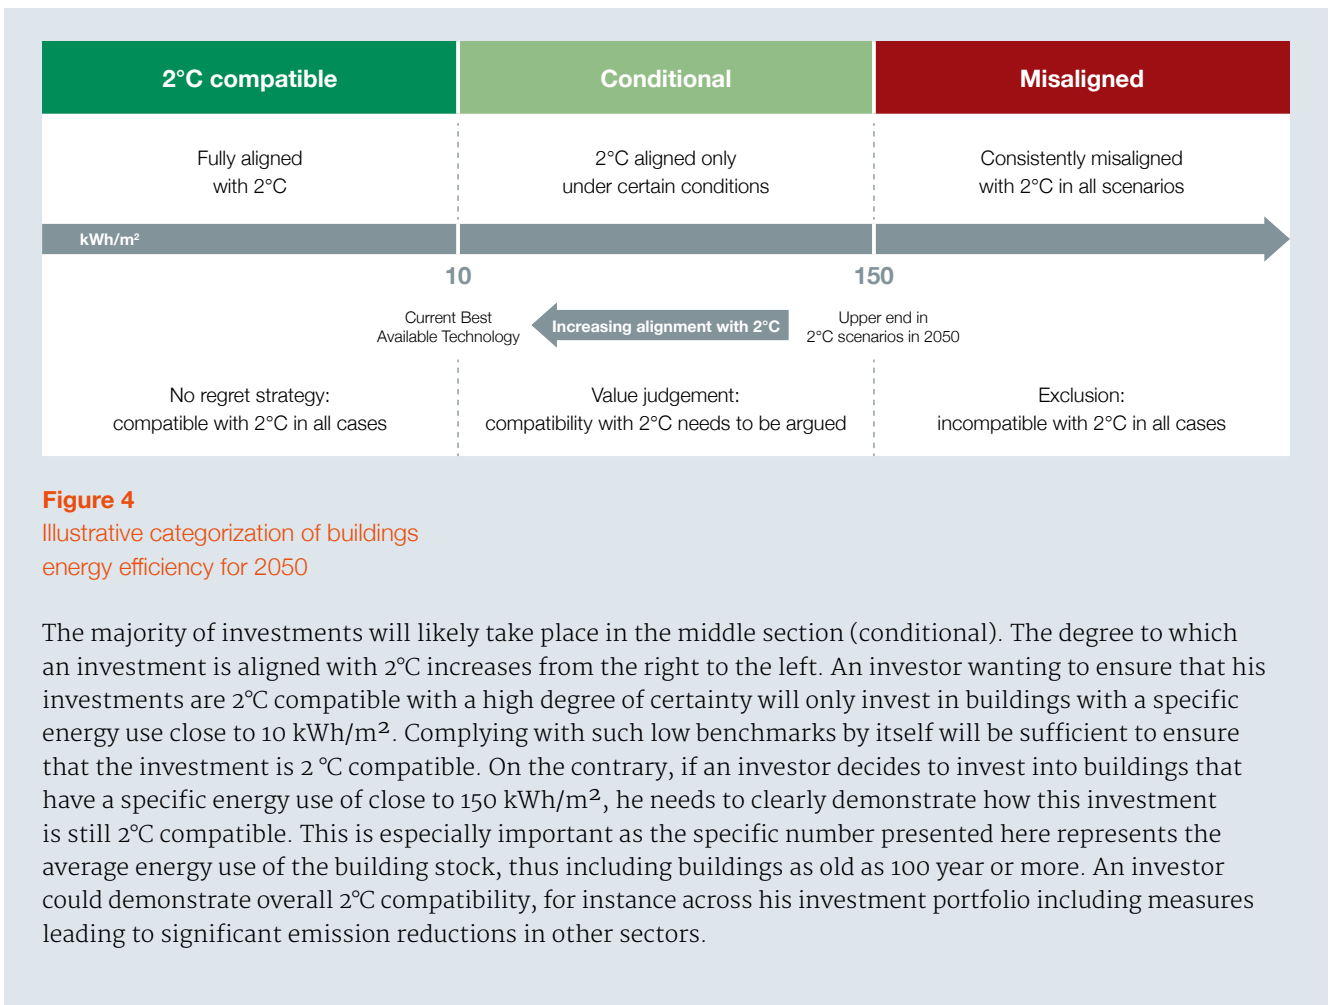 2°C compatible
Conditional
Misaligned
Fully aligned
with 2°C
2°C aligned only
under certain conditions
Consistently misaligned
with 2°C in all scenarios
kWh/m²
10
150
Current Best
Available Technology
Increasing alignment with 2°C
Upper end in
2°C scenarios in 2050
No regret strategy:
compatible with 2°C in all cases
Value judgement:
compatibility with 2°C needs to be argued
Exclusion:
incompatible with 2°C in all cases
Figure 4
Illustrative categorization of buildings
energy efficiency for 2050
The majority of investments will likely take place in the middle section (conditional). The degree to which
an investment is aligned with 2°C increases from the right to the left. An investor wanting to ensure that his
investments are 2°C compatible with a high degree of certainty will only invest in buildings with a specific
energy use close to 10 kWh/m². Complying with such low benchmarks by itself will be sufficient to ensure
that the investment is 2 °C compatible. On the contrary, if an investor decides to invest into buildings that
have a specific energy use of close to 150 kWh/m², he needs to clearly demonstrate how this investment
is still 2°C compatible. This is especially important as the specific number presented here represents the
average energy use of the building stock, thus including buildings as old as 100 year or more. An investor
could demonstrate overall 2°C compatibility, for instance across his investment portfolio including measures
leading to significant emission reductions in other sectors.